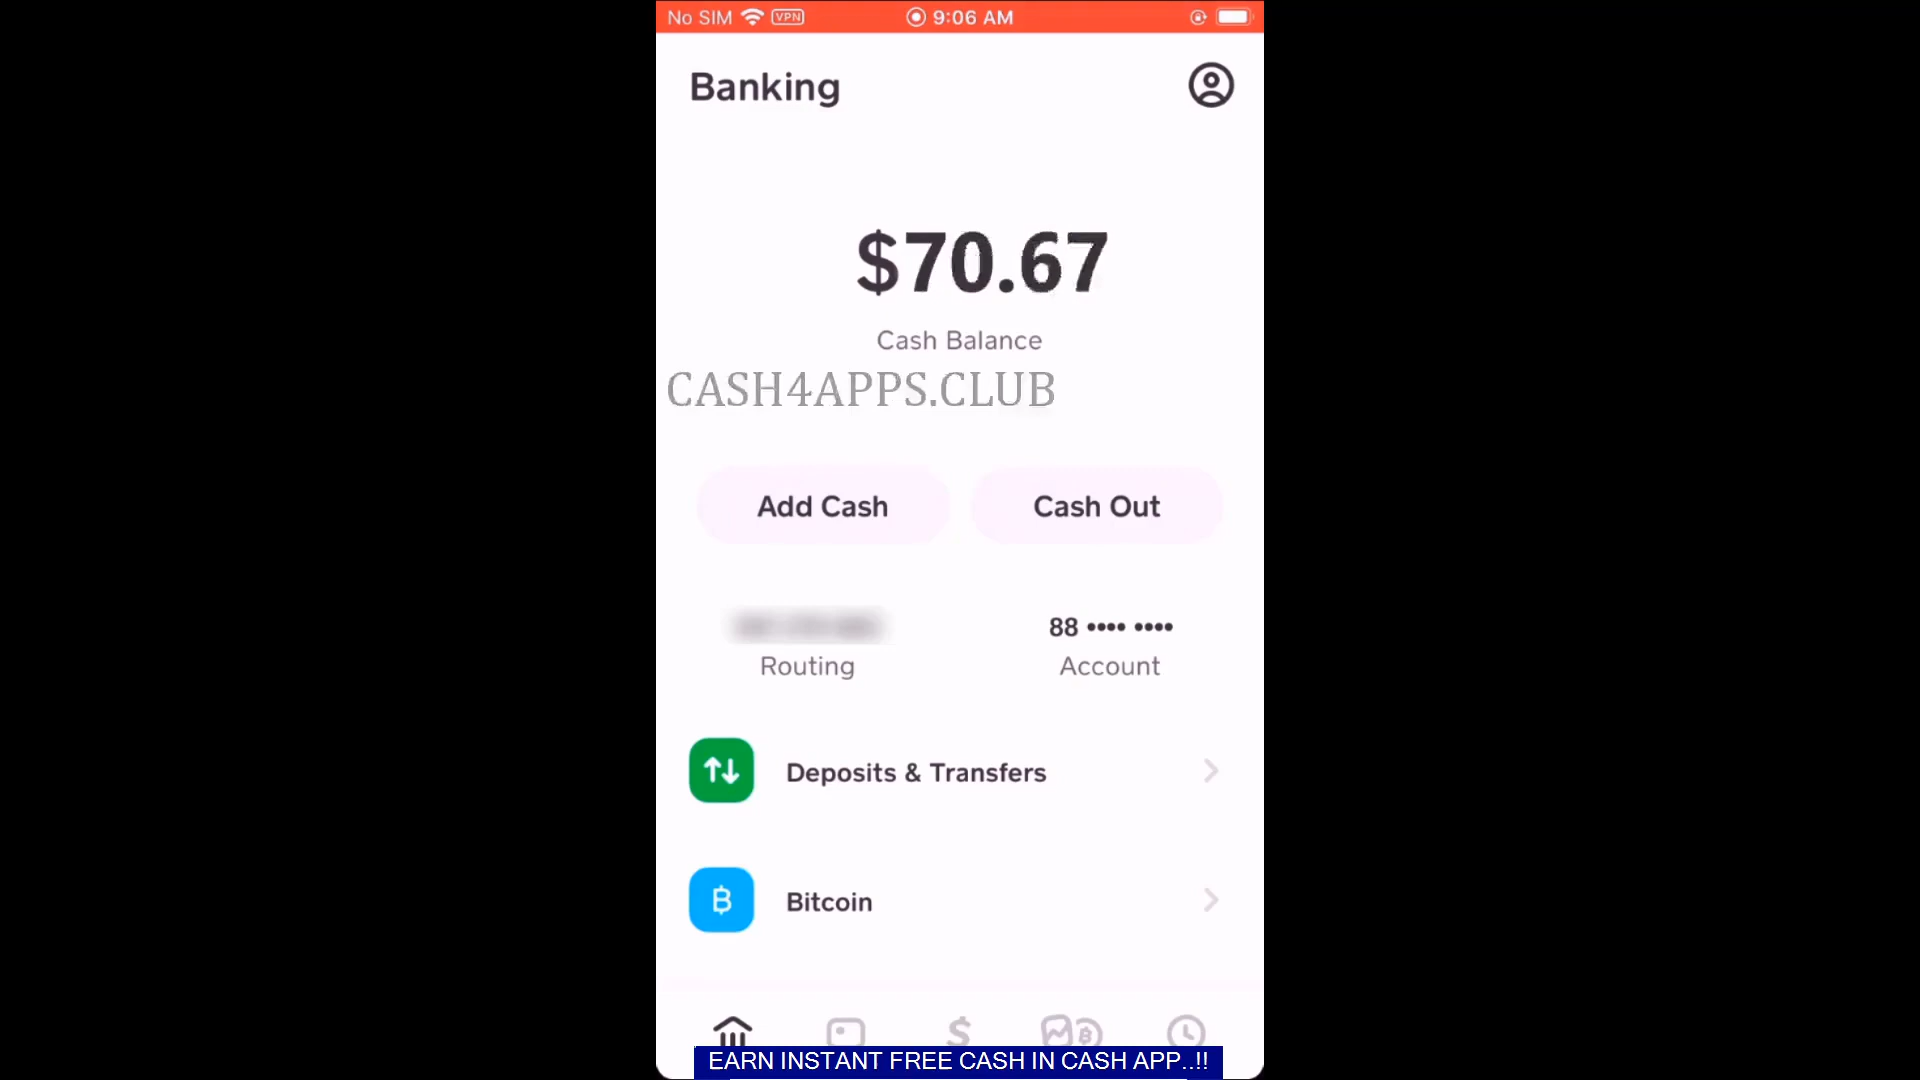 No SIM VPN 9:06 AM
Banking
$70.67
Cash Balance
CASH4APPS.CLUB
Add Cash Cash Out
88 •••• ••••
Routing Account
Deposits & Transfers
Bitcoin
EARN INSTANT FREE CASH IN CASH APP..!!